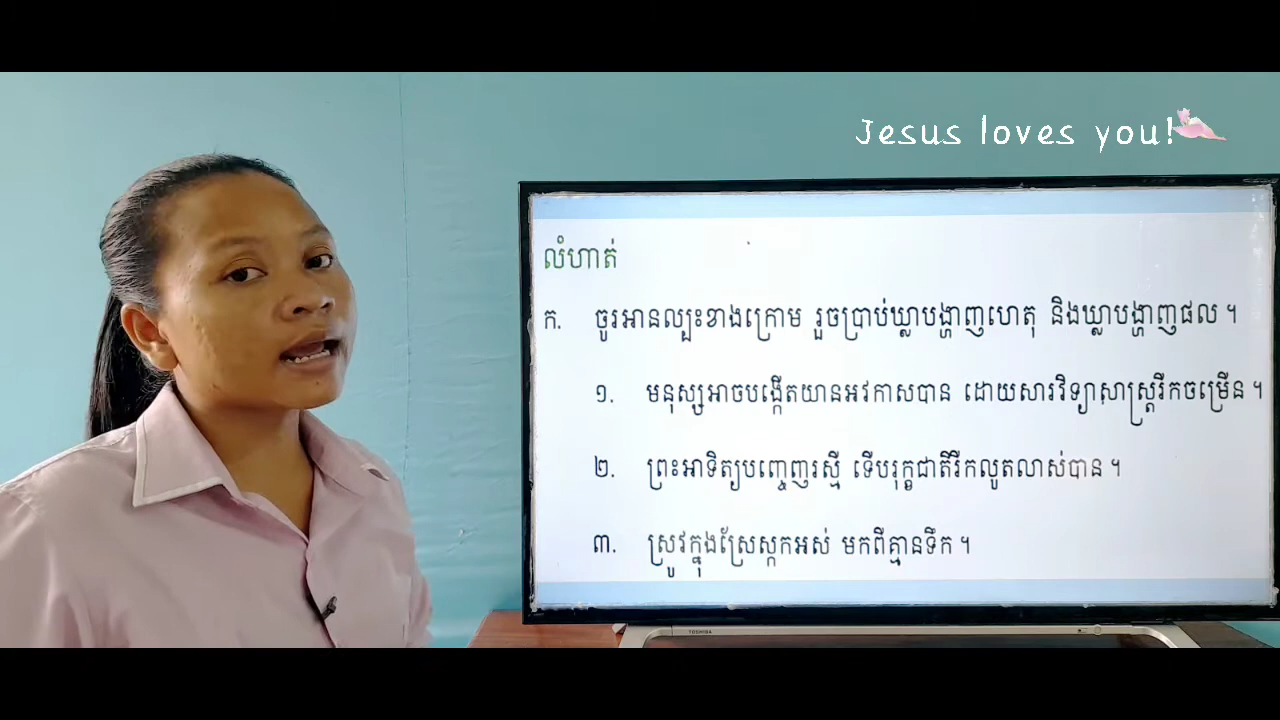 Jesus loves you!
លំហាត់
ក. ចូរអានល្បះខាងក្រោម រួចប្រាប់ឃ្លាបង្ហាញហេតុ និងឃ្លាបង្ហាញផល ។
១. មនុស្សអាចបង្កើតយានអវកាសបាន ដោយសារវិទ្យាសាស្ត្ររីកចម្រើន ។
២. ព្រះអាទិត្យបញ្ចេញរស្មី ទើបរុក្ខជាតិរីកលូតលាស់បាន ។
៣. ស្រូវក្នុងស្រែស្កកអស់ មកពីគ្មានទឹក ។
TOSHIBA